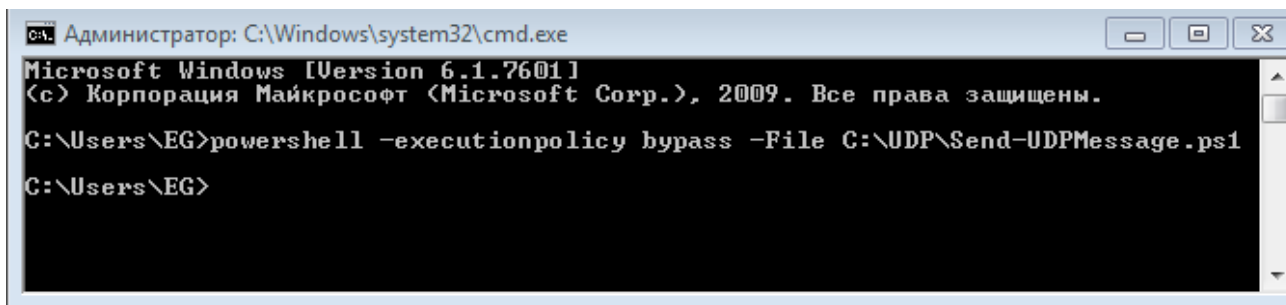 Администратор: C:\Windows\system32\cmd.exe
Microsoft Windows [Version 6.1.7601]
(c) Корпорация Майкрософт (Microsoft Corp.), 2009. Все права защищены.
C:\Users\EG>powershell -executionpolicy bypass -File C:\UDP\Send-UDPMessage.ps1
C:\Users\EG>